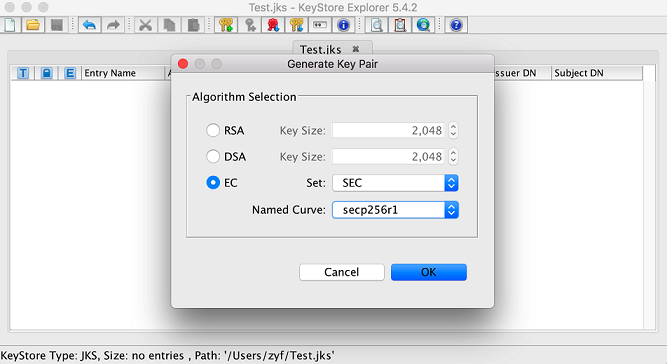 Test.jks - KeyStore Explorer 5.4.2
Test.jks
Generate Key Pair
T E Entry Name Issuer DN Subject DN
Algorithm Selection
RSA Key Size: 2,048
DSA Key Size: 2,048
EC Set: SEC
Named Curve: secp256r1
Cancel OK
KeyStore Type: JKS, Size: no entries , Path: '/Users/zyf/Test.jks'